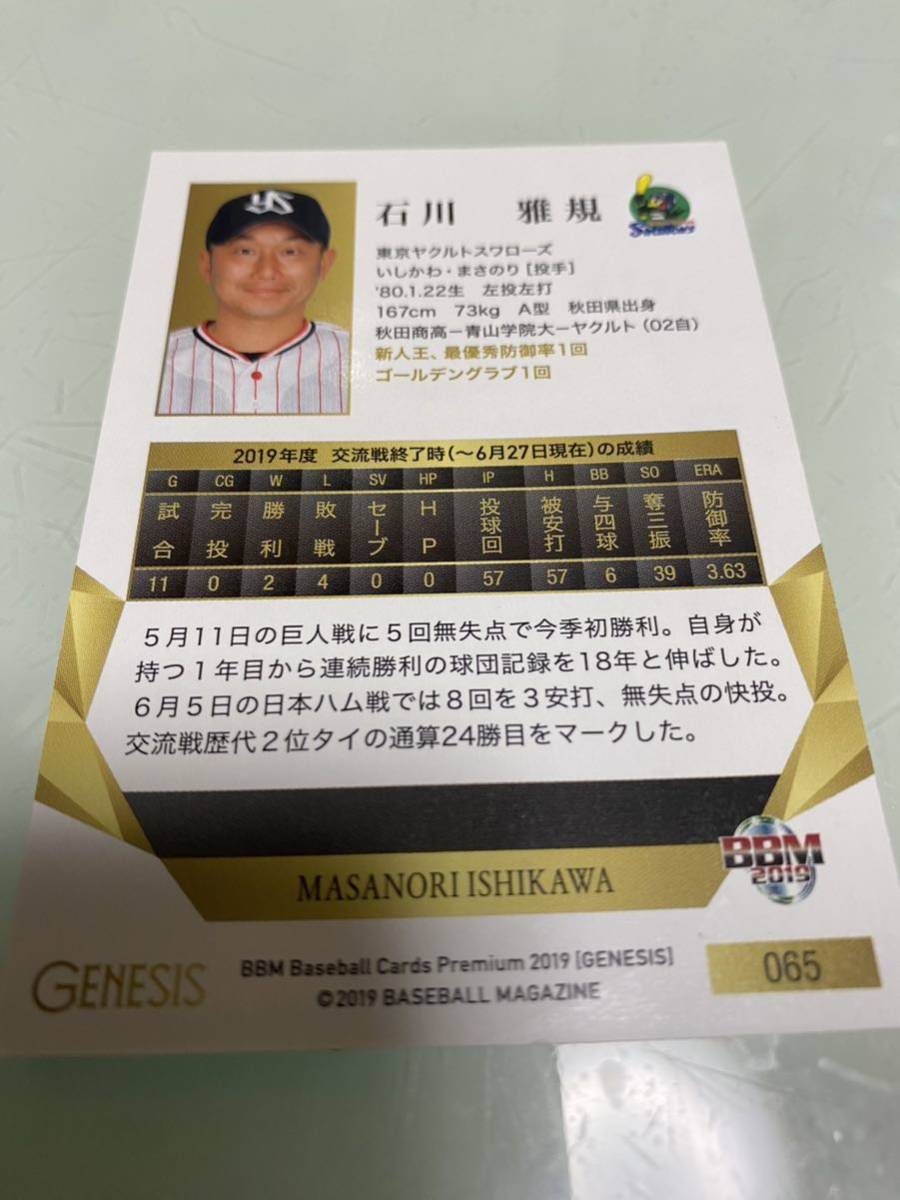 石川 雅規
Swallows
東京ヤクルトスワローズ
いしかわ・まさのり [投手]
'80.1.22生 左投左打
167cm 73kg A型 秋田県出身
秋田商高ー青山学院大ーヤクルト (02自)
新人王、最優秀防御率1回
ゴールデングラブ1回
2019年度 交流戦終了時(〜6月27日現在)の成績
G CG W L SV HP IP H BB SO ERA
試合 完投 勝利 敗戦 セーブ HP 投球回 被安打 与四球 奪三振 防御率
11 0 2 4 0 0 57 57 6 39 3.63
5月11日の巨人戦に5回無失点で今季初勝利。自身が
持つ1年目から連続勝利の球団記録を18年と伸ばした。
6月5日の日本ハム戦では8回を3安打、無失点の快投。
交流戦歴代2位タイの通算24勝目をマークした。
BBM
2019
MASANORI ISHIKAWA
GENESIS
BBM Baseball Cards Premium 2019 [GENESIS]
©2019 BASEBALL MAGAZINE
065